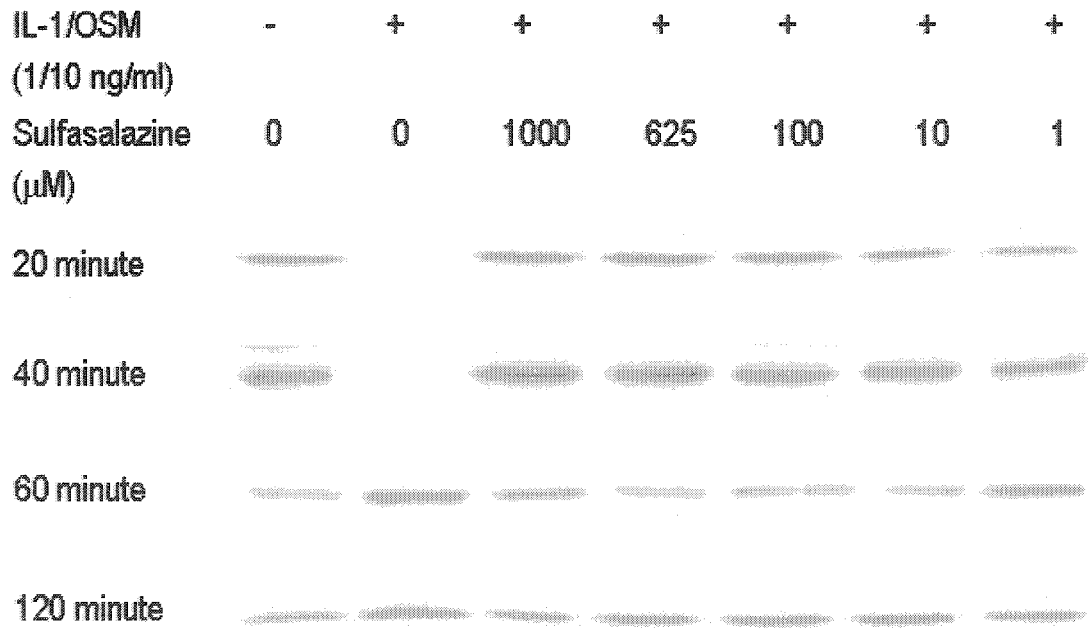 IL-1/OSM - + + + + + +
(1/10 ng/ml)
Sulfasalazine 0 0 1000 625 100 10 1
(μM)
20 minute
40 minute
60 minute
120 minute